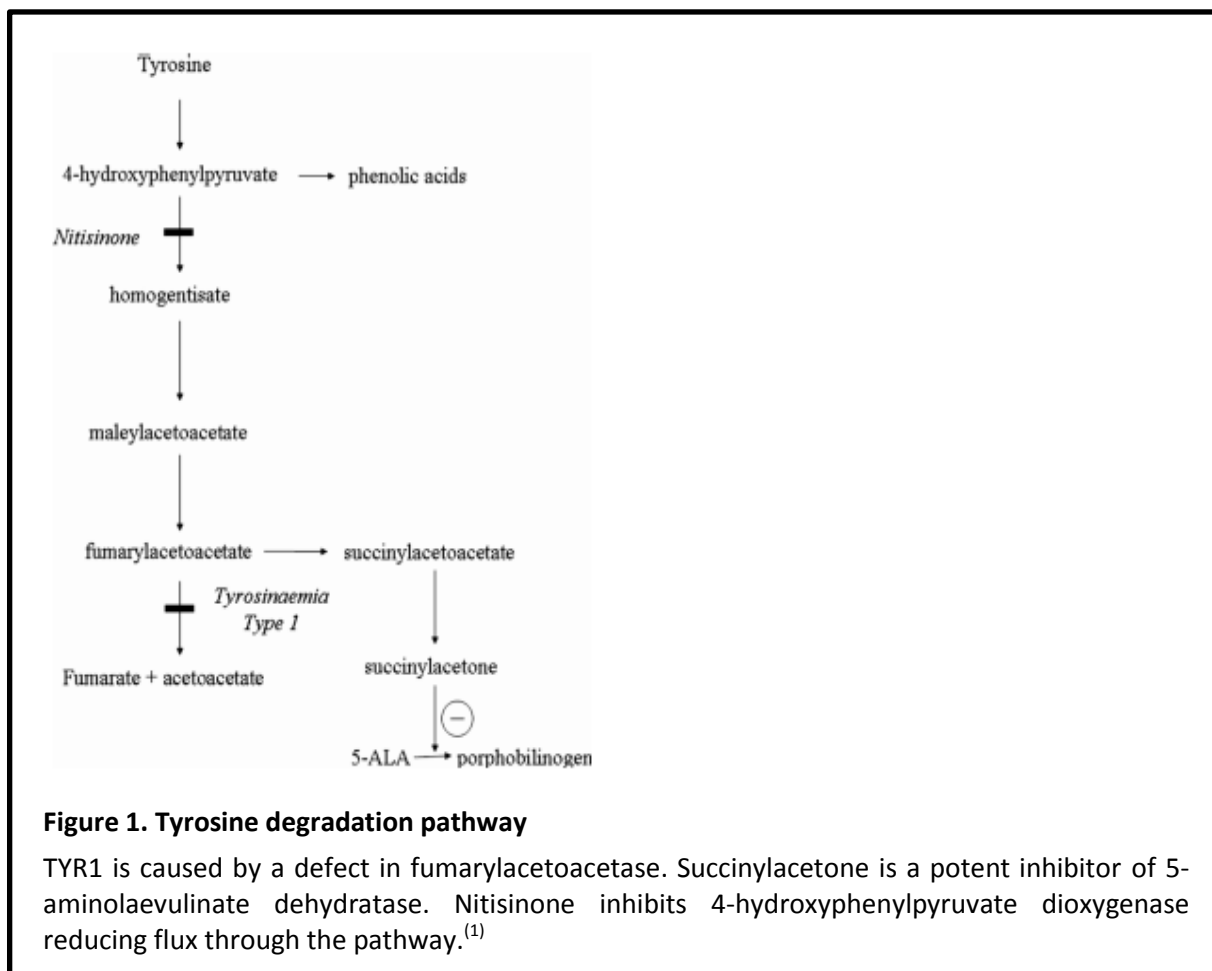 Tyrosine
4-hydroxyphenylpyruvate
phenolic acids
Nitisinone
homogentisate
maleylacetoacetate
fumarylacetoacetate
succinylacetoacetate
Tyrosinaemia
Type 1
Fumarate + acetoacetate
succinylacetone
−
5-ALA
porphobilinogen
Figure 1. Tyrosine degradation pathway
TYR1 is caused by a defect in fumarylacetoacetase. Succinylacetone is a potent inhibitor of 5-
aminolaevulinate dehydratase. Nitisinone inhibits 4-hydroxyphenylpyruvate dioxygenase
reducing flux through the pathway.(1)